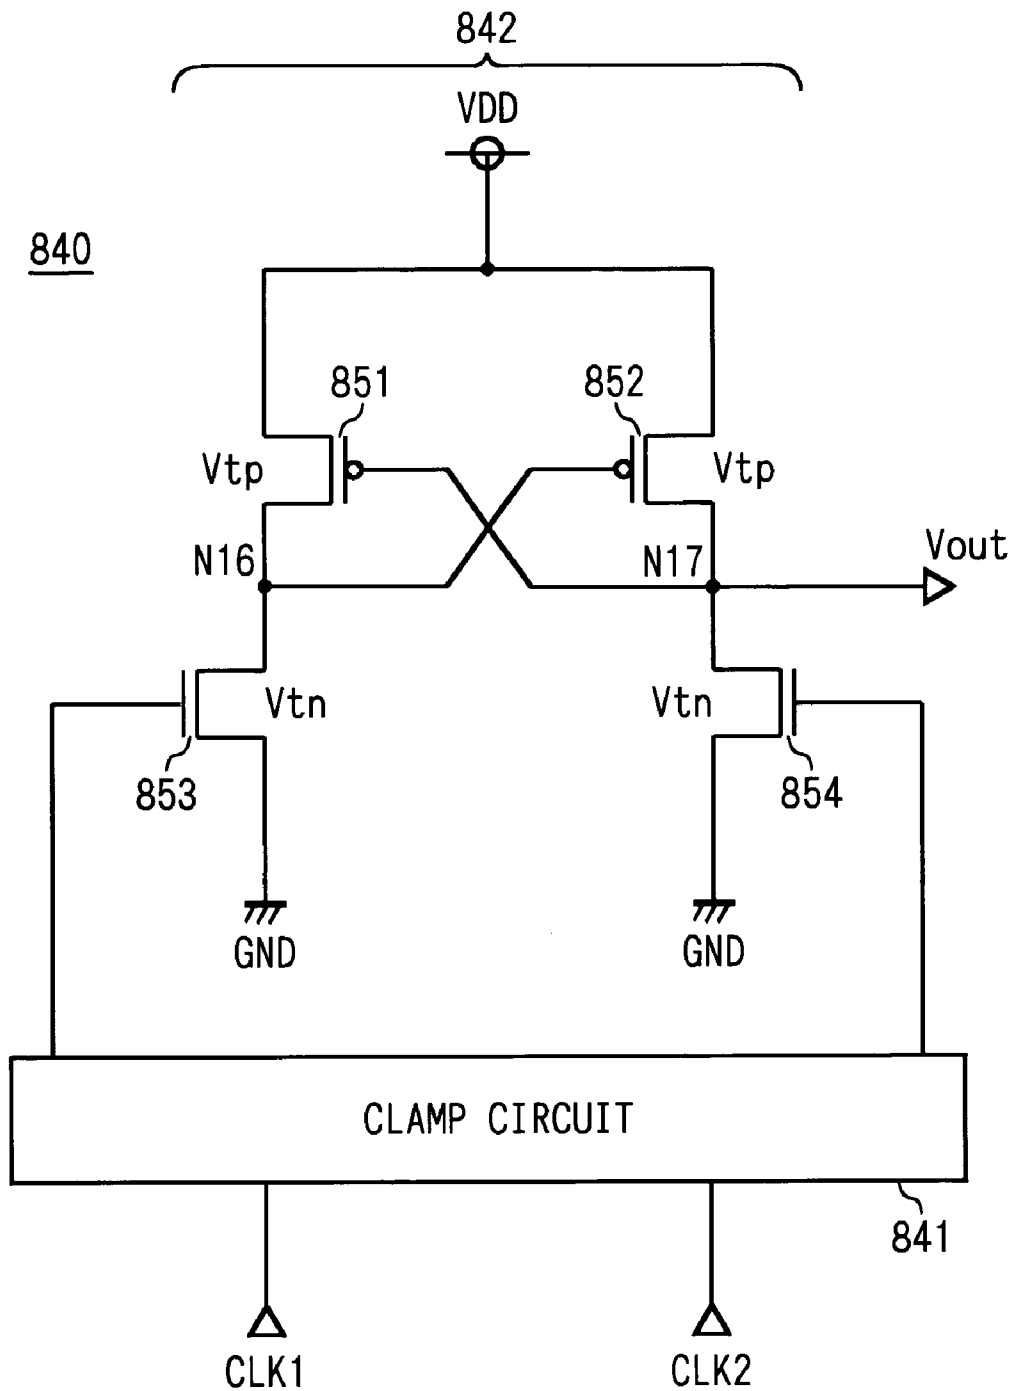 842
VDD
840
851
852
Vtp
Vtp
N16
N17
Vout
Vtn
Vtn
853
854
GND
GND
CLAMP CIRCUIT
841
CLK1
CLK2